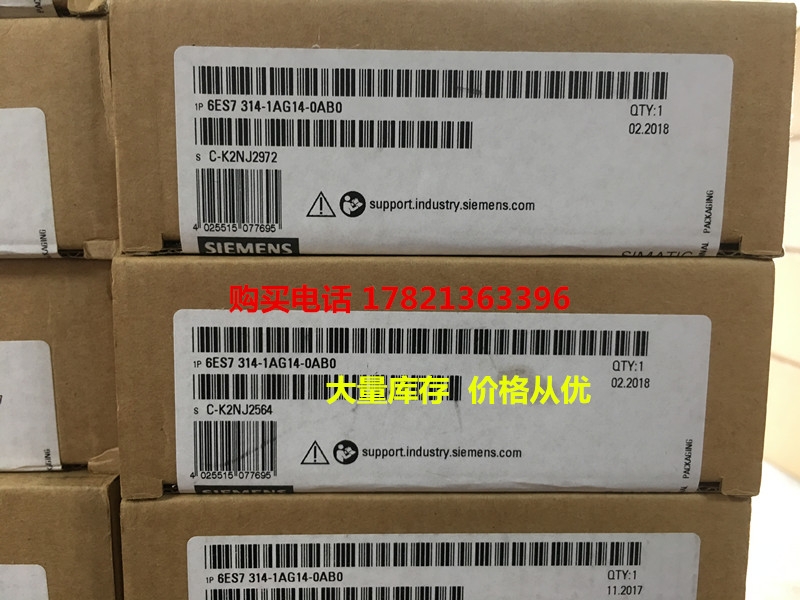 1P 6ES7 314-1AG14-0AB0
QTY:1
02.2018
S C-K2NJ2972
support.industry.siemens.com
4 025515 077695
SIEMENS
SIMATIC
PACKAGING
购买电话 17821363396
1P 6ES7 314-1AG14-0AB0
QTY:1
02.2018
大量库存 价格从优
S C-K2NJ2564
support.industry.siemens.com
4 025515 077695
SIEMENS
PACKAGING
1P 6ES7 314-1AG14-0AB0
QTY:1
11.2017